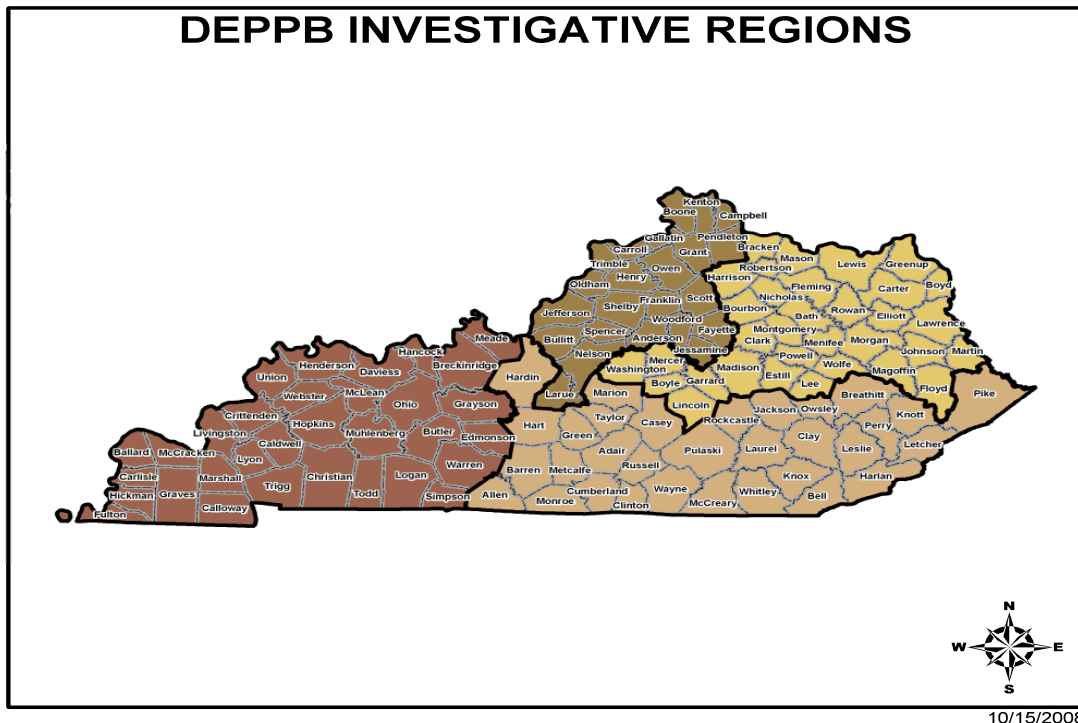 DEPPB INVESTIGATIVE REGIONS
Kenton
Boone
Campbell
Gallatin
Pendleton
Carroll
Grant
Bracken
Trimble
Owen
Mason
Henry
Robertson
Lewis
Greenup
Harrison
Oldham
Fleming
Carter
Boyd
Franklin
Scott
Nicholas
Shelby
Bourbon
Rowan
Jefferson
Woodford
Bath
Elliott
Lawrence
Spencer
Fayette
Montgomery
Bullitt
Anderson
Clark
Menifee
Morgan
Meade
Jessamine
Johnson
Martin
Hancock
Nelson
Mercer
Powell
Henderson
Breckinridge
Washington
Madison
Wolfe
Daviess
Estill
Magoffin
Union
Hardin
Boyle
Garrard
Lee
Floyd
McLean
Larue
Marion
Breathitt
Pike
Webster
Ohio
Grayson
Lincoln
Jackson
Owsley
Crittenden
Taylor
Rockcastle
Knott
Hopkins
Hart
Casey
Perry
Livingston
Muhlenberg
Butler
Edmonson
Green
Clay
Caldwell
Letcher
Ballard
McCracken
Adair
Pulaski
Laurel
Leslie
Lyon
Warren
Barren
Metcalfe
Russell
Carlisle
Marshall
Christian
Logan
Knox
Harlan
Trigg
Cumberland
Wayne
Whitley
Hickman
Graves
Todd
Simpson
Allen
Monroe
Bell
Calloway
Clinton
McCreary
Fulton
N
W E
S
10/15/2008